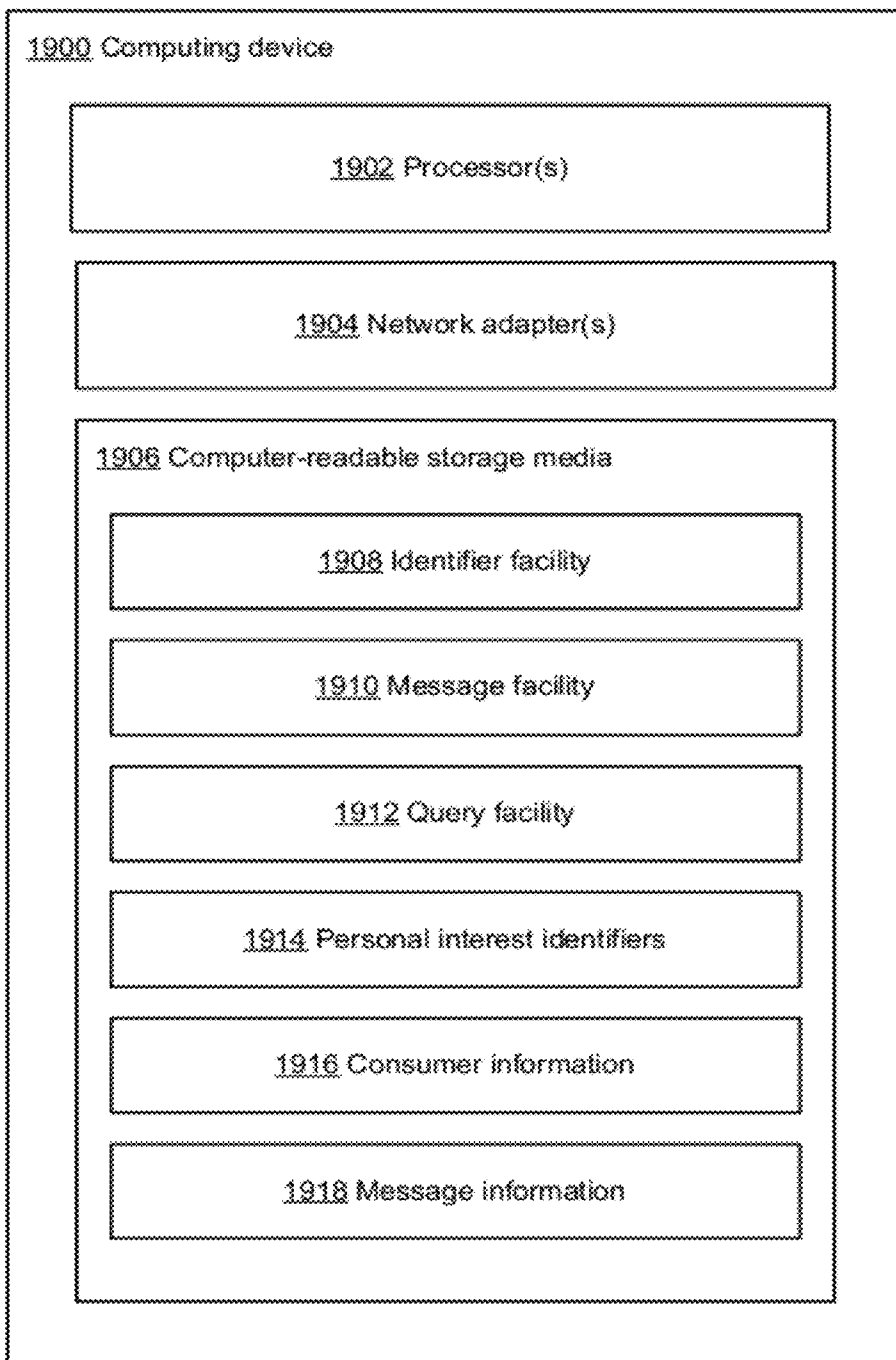 1900 Computing device
1902 Processor(s)
1904 Network adapter(s)
1906 Computer-readable storage media
1908 Identifier facility
1910 Message facility
1912 Query facility
1914 Personal interest identifiers
1916 Consumer information
1918 Message information